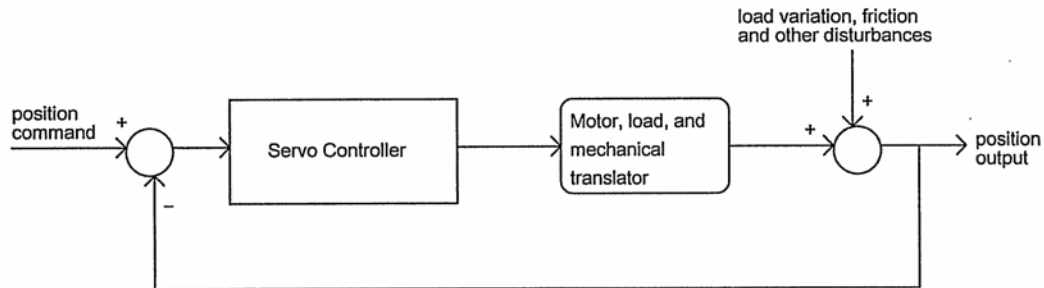 load variation, friction
and other disturbances
+
position
command
+
Servo Controller
Motor, load, and
mechanical
translator
+
position
output
−